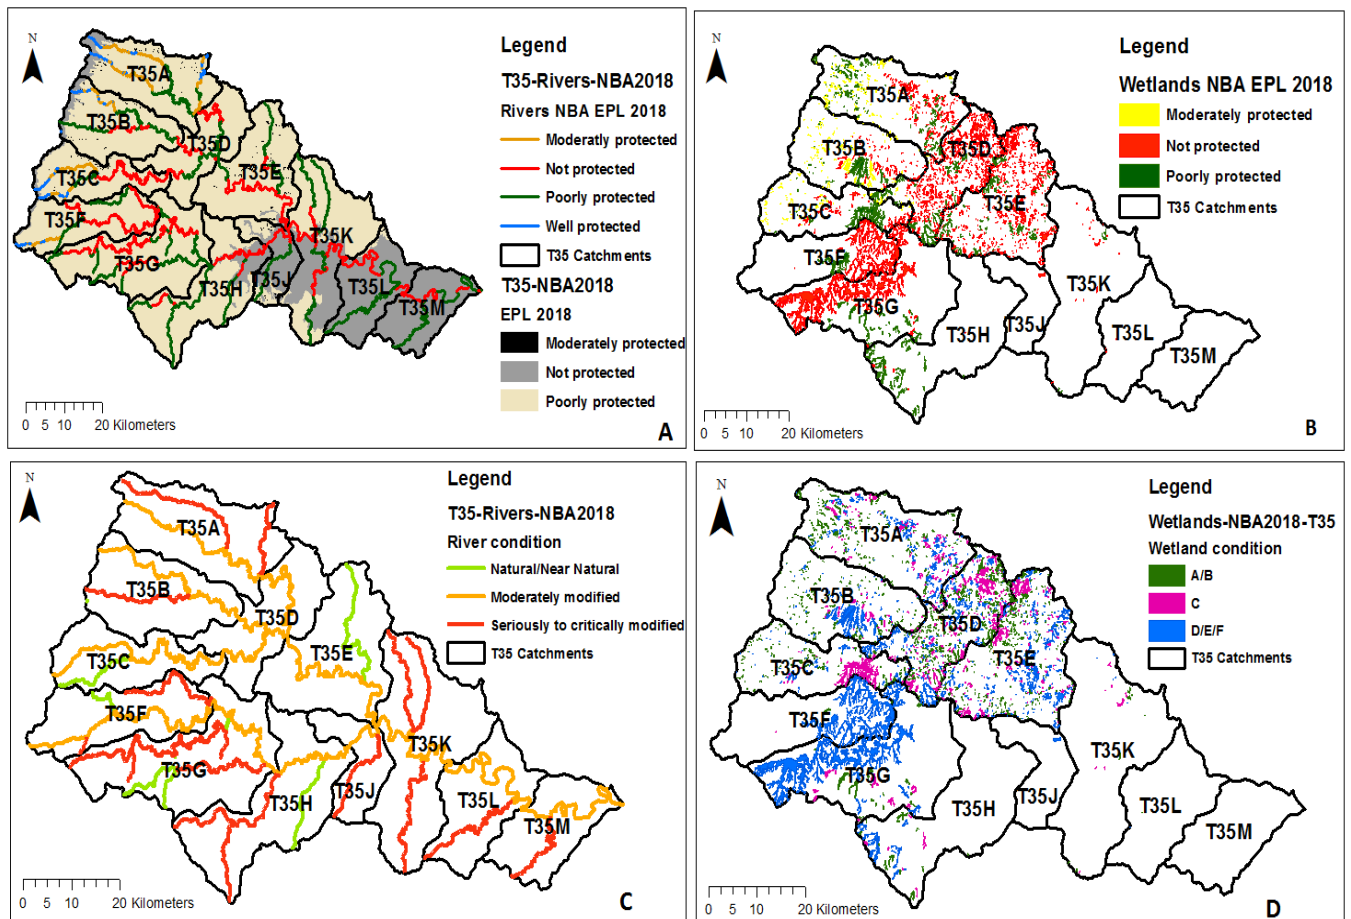 N
T35A
T35B
T35D
T35C
T35E
T35F
T35G
T35K
T35H
T35J
T35L
T35M
Legend
T35-Rivers-NBA2018
Rivers NBA EPL 2018
Moderatly protected
Not protected
Poorly protected
Well protected
T35 Catchments
T35-NBA2018
EPL 2018
Moderately protected
Not protected
Poorly protected
0 5 10 20 Kilometers
A
N
T35A
T35B
T35D
T35C
T35E
T35F
T35G
T35K
T35H
T35J
T35L
T35M
Legend
Wetlands NBA EPL 2018
Moderately protected
Not protected
Poorly protected
T35 Catchments
0 5 10 20 Kilometers
B
N
T35A
T35B
T35D
T35C
T35E
T35F
T35G
T35K
T35H
T35J
T35L
T35M
Legend
T35-Rivers-NBA2018
River condition
Natural/Near Natural
Moderately modified
Seriously to critically modified
T35 Catchments
0 5 10 20 Kilometers
C
N
T35A
T35B
T35D
T35C
T35E
T35F
T35G
T35K
T35H
T35J
T35L
T35M
Legend
Wetlands-NBA2018-T35
Wetland condition
A/B
C
D/E/F
T35 Catchments
0 5 10 20 Kilometers
D